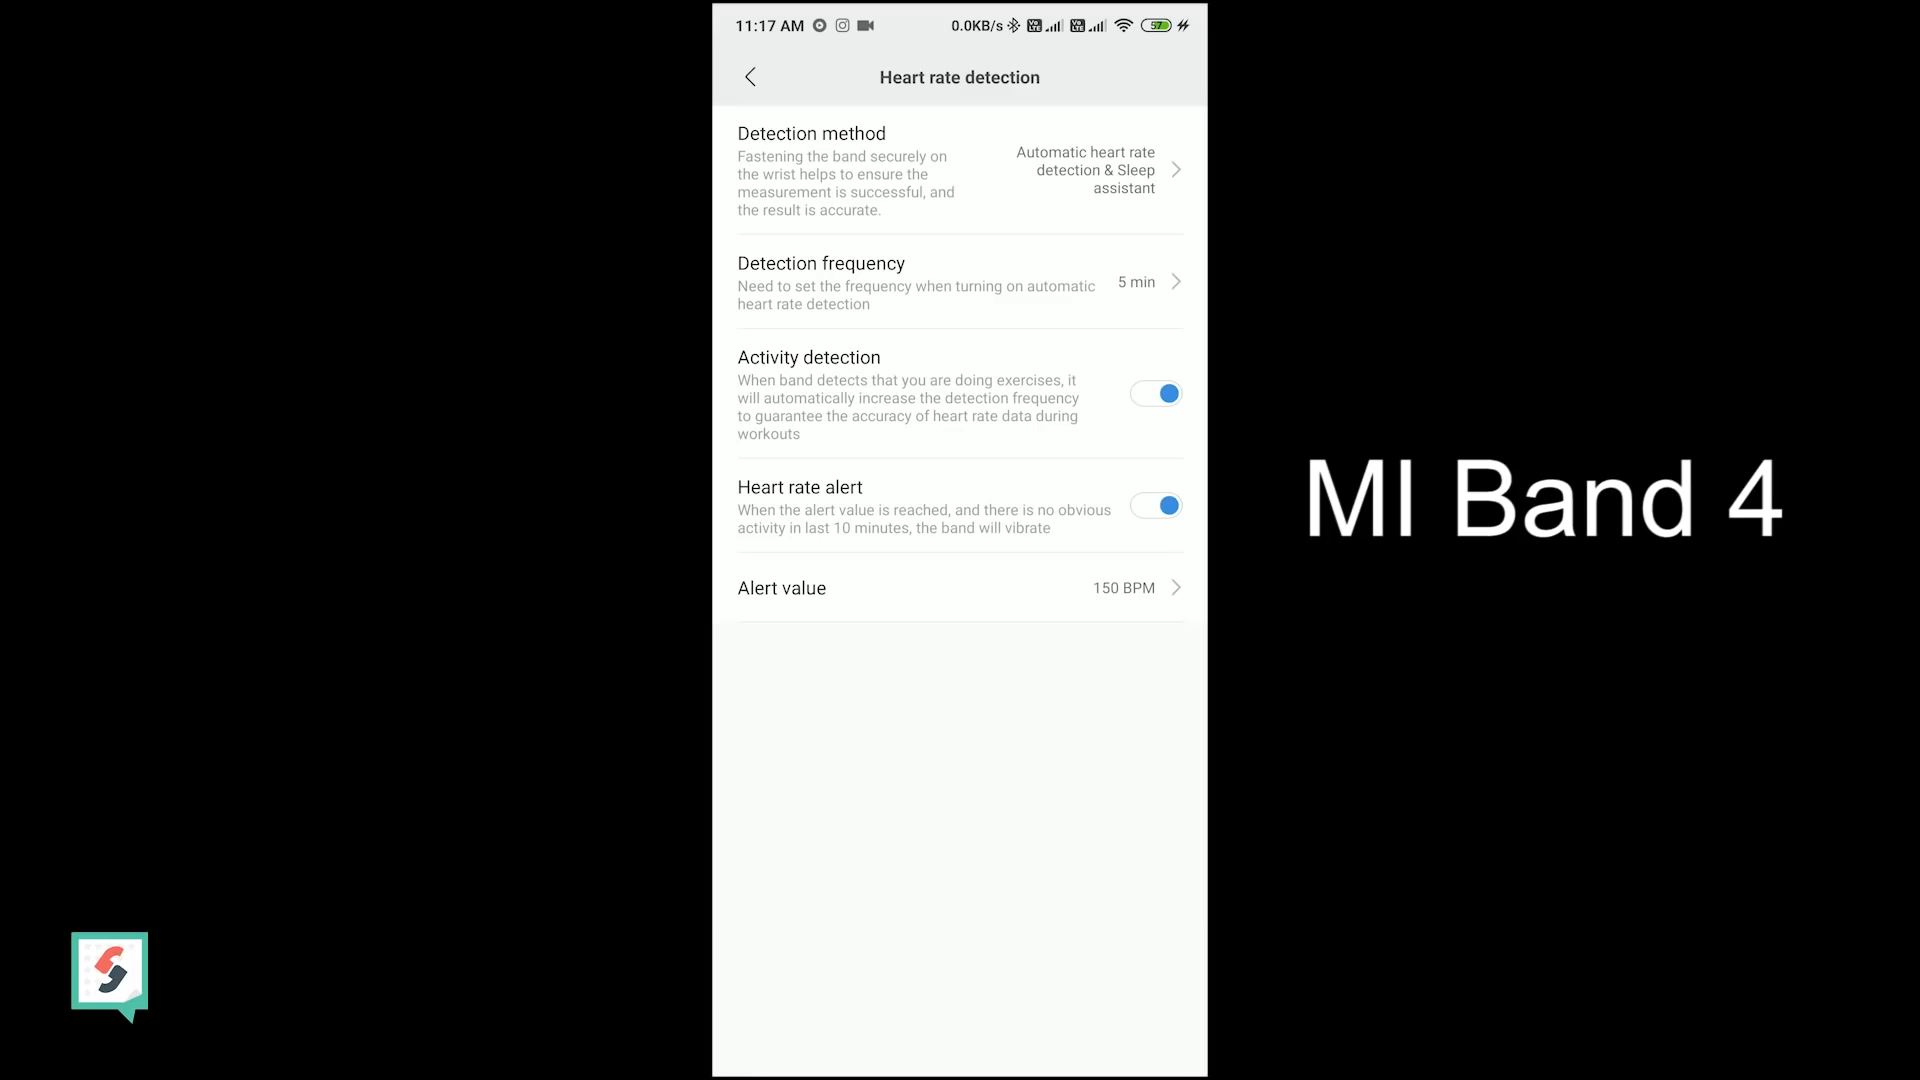 11:17 AM 0.0KB/s 57
Heart rate detection
Detection method
Fastening the band securely on
the wrist helps to ensure the
measurement is successful, and
the result is accurate.
Automatic heart rate
detection & Sleep
assistant
Detection frequency
Need to set the frequency when turning on automatic
heart rate detection
5 min
Activity detection
When band detects that you are doing exercises, it
will automatically increase the detection frequency
to guarantee the accuracy of heart rate data during
workouts
Heart rate alert
When the alert value is reached, and there is no obvious
activity in last 10 minutes, the band will vibrate
Alert value
150 BPM
MI Band 4